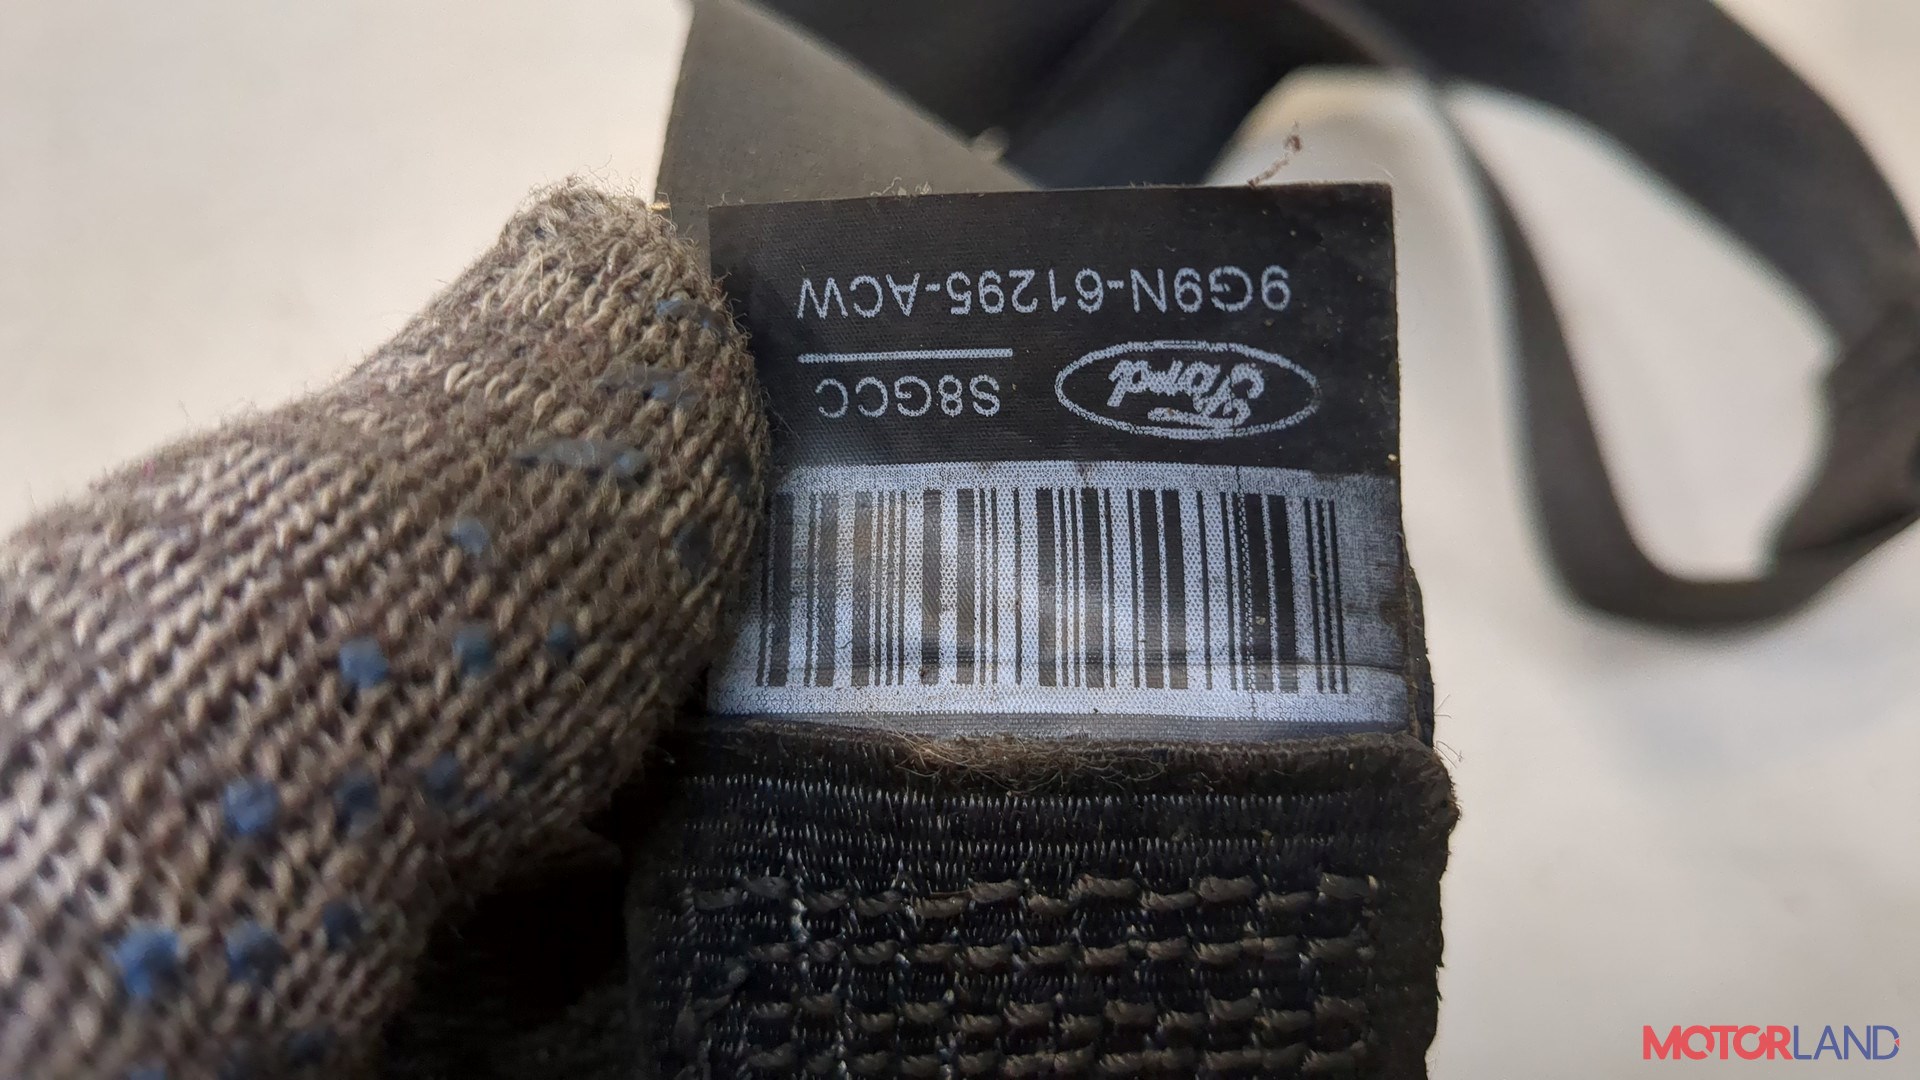 S8GCC
Ford
9G9N-61295-ACW
MOTORLAND